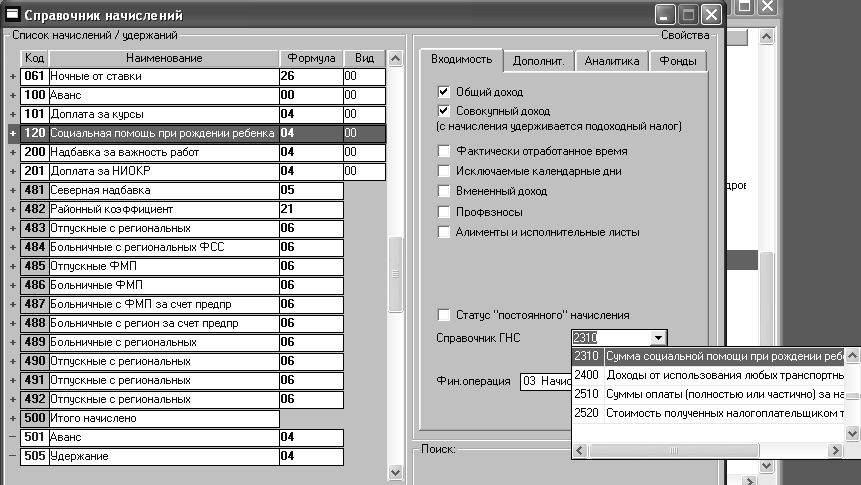 Справочник начислений
Список начислений / удержаний
Код Наименование Формула Вид
+ 061 Ночные от ставки 26 00
+ 100 Аванс 00 00
+ 101 Доплата за курсы 04 00
+ 120 Социальная помощь при рождении ребенка 04 00
+ 200 Надбавка за важность работ 04 00
+ 201 Доплата за НИОКР 04 00
+ 481 Северная надбавка 05
+ 482 Районный коэффициент 21
+ 483 Отпускные с региональных 06
+ 484 Больничные с региональных ФСС 06
+ 485 Отпускные ФМП 06
+ 486 Больничные ФМП 06
+ 487 Больничные с ФМП за счет предпр 06
+ 488 Больничные с регион за счет предпр 06
+ 489 Больничные с региональных 06
+ 490 Отпускные с региональных 06
+ 491 Отпускные с региональных 06
+ 492 Отпускные с региональных 06
+ 500 Итого начислено
− 501 Аванс 04
− 505 Удержание 04
Свойства
Входимость Дополнит. Аналитика Фонды
Общий доход
Совокупный доход
(с начисления удерживается подоходный налог)
Фактически отработанное время
Исключаемые календарные дни
Вмененный доход
Профвзносы
Алименты и исполнительные листы
Статус "постоянного" начисления
Справочник ГНС 2310
2310 Сумма социальной помощи при рождении ребе
2400 Доходы от использования любых транспортны
2510 Суммы оплаты (полностью или частично) за на
2520 Стоимость полученных налогоплательщиком т
Фин.операция 03 Начис
Поиск:
дров